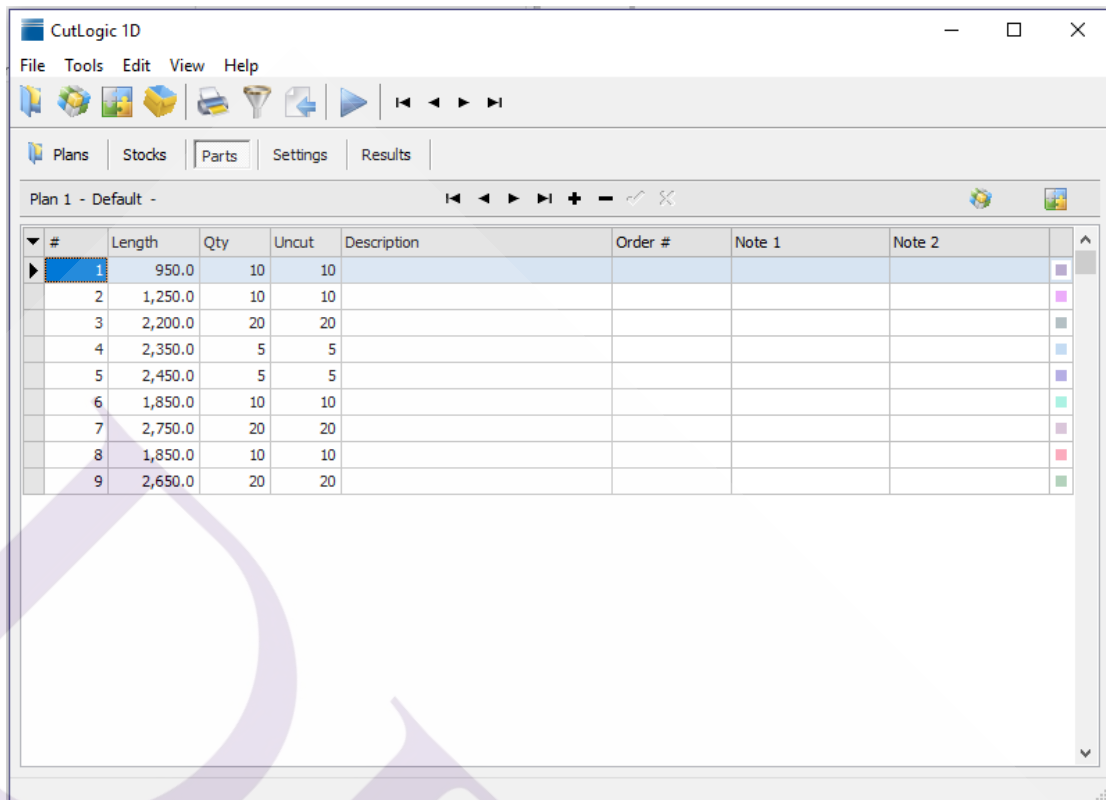 CutLogic 1D
File Tools Edit View Help
Plans Stocks Parts Settings Results
Plan 1 - Default -
# Length Qty Uncut Description Order # Note 1 Note 2
1 950.0 10 10
2 1,250.0 10 10
3 2,200.0 20 20
4 2,350.0 5 5
5 2,450.0 5 5
6 1,850.0 10 10
7 2,750.0 20 20
8 1,850.0 10 10
9 2,650.0 20 20